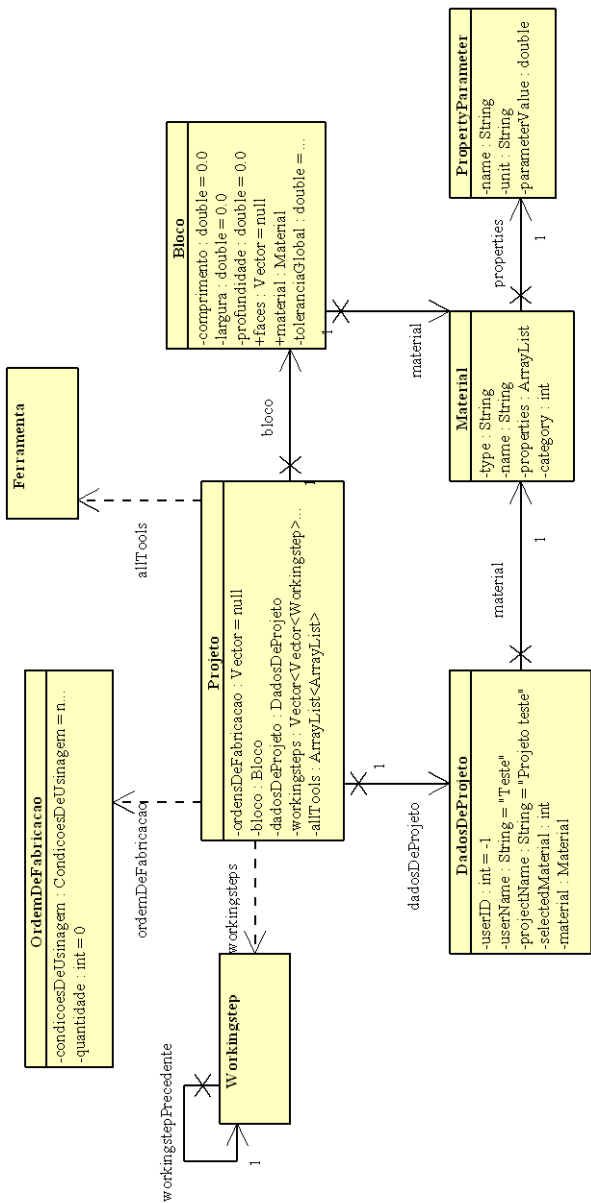 OrdemDeFabricacao
-condicoesDeUsinagem : CondicoesDeUsinagem = n...
-quantidade : int = 0
Ferramenta
ordemDeFabricacao
allTools
workingstepPrecedente
1
Workingstep
workingsteps
Projeto
-ordensDeFabricacao : Vector = null
-bloco : Bloco
-dadosDeProjeto : DadosDeProjeto
-workingsteps : Vector<Vector<Workingstep>...
-allTools : ArrayList<ArrayList>
bloco
1
Bloco
-comprimento : double = 0.0
-largura : double = 0.0
-profundidade : double = 0.0
+faces : Vector = null
+material : Material
-toleranciaGlobal : double = ...
dadosDeProjeto
1
material
1
DadosDeProjeto
-userID : int = -1
-userName : String = "Teste"
-projectName : String = "Projeto teste"
-selectedMaterial : int
-material : Material
material
1
Material
-type : String
-name : String
-properties : ArrayList
-category : int
properties
1
PropertyParameter
-name : String
-unit : String
-parameterValue : double